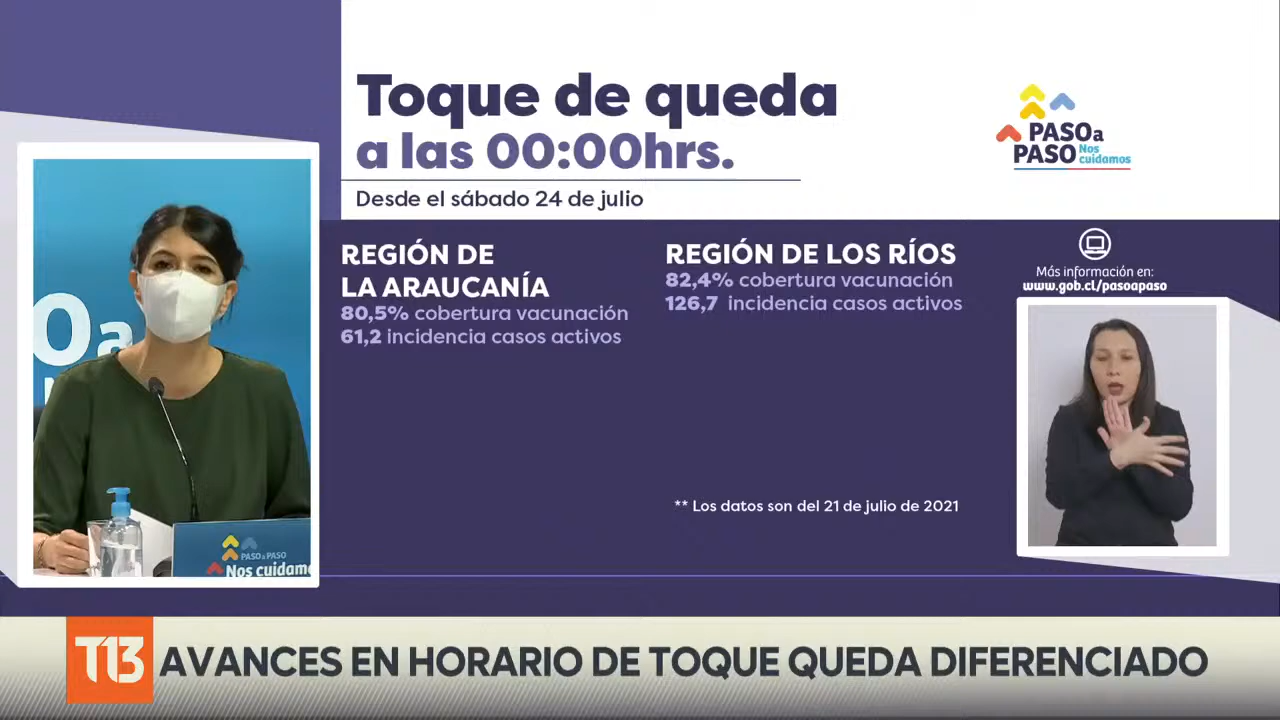 Toque de queda
a las 00:00hrs.
Desde el sábado 24 de julio
PASO a
PASO Nos
cuidamos
REGIÓN DE
LA ARAUCANÍA
80,5% cobertura vacunación
61,2 incidencia casos activos
REGIÓN DE LOS RÍOS
82,4% cobertura vacunación
126,7 incidencia casos activos
Más información en:
www.gob.cl/pasoapaso
** Los datos son del 21 de julio de 2021
PASO a PASO
Nos cuidamo
T13
AVANCES EN HORARIO DE TOQUE QUEDA DIFERENCIADO